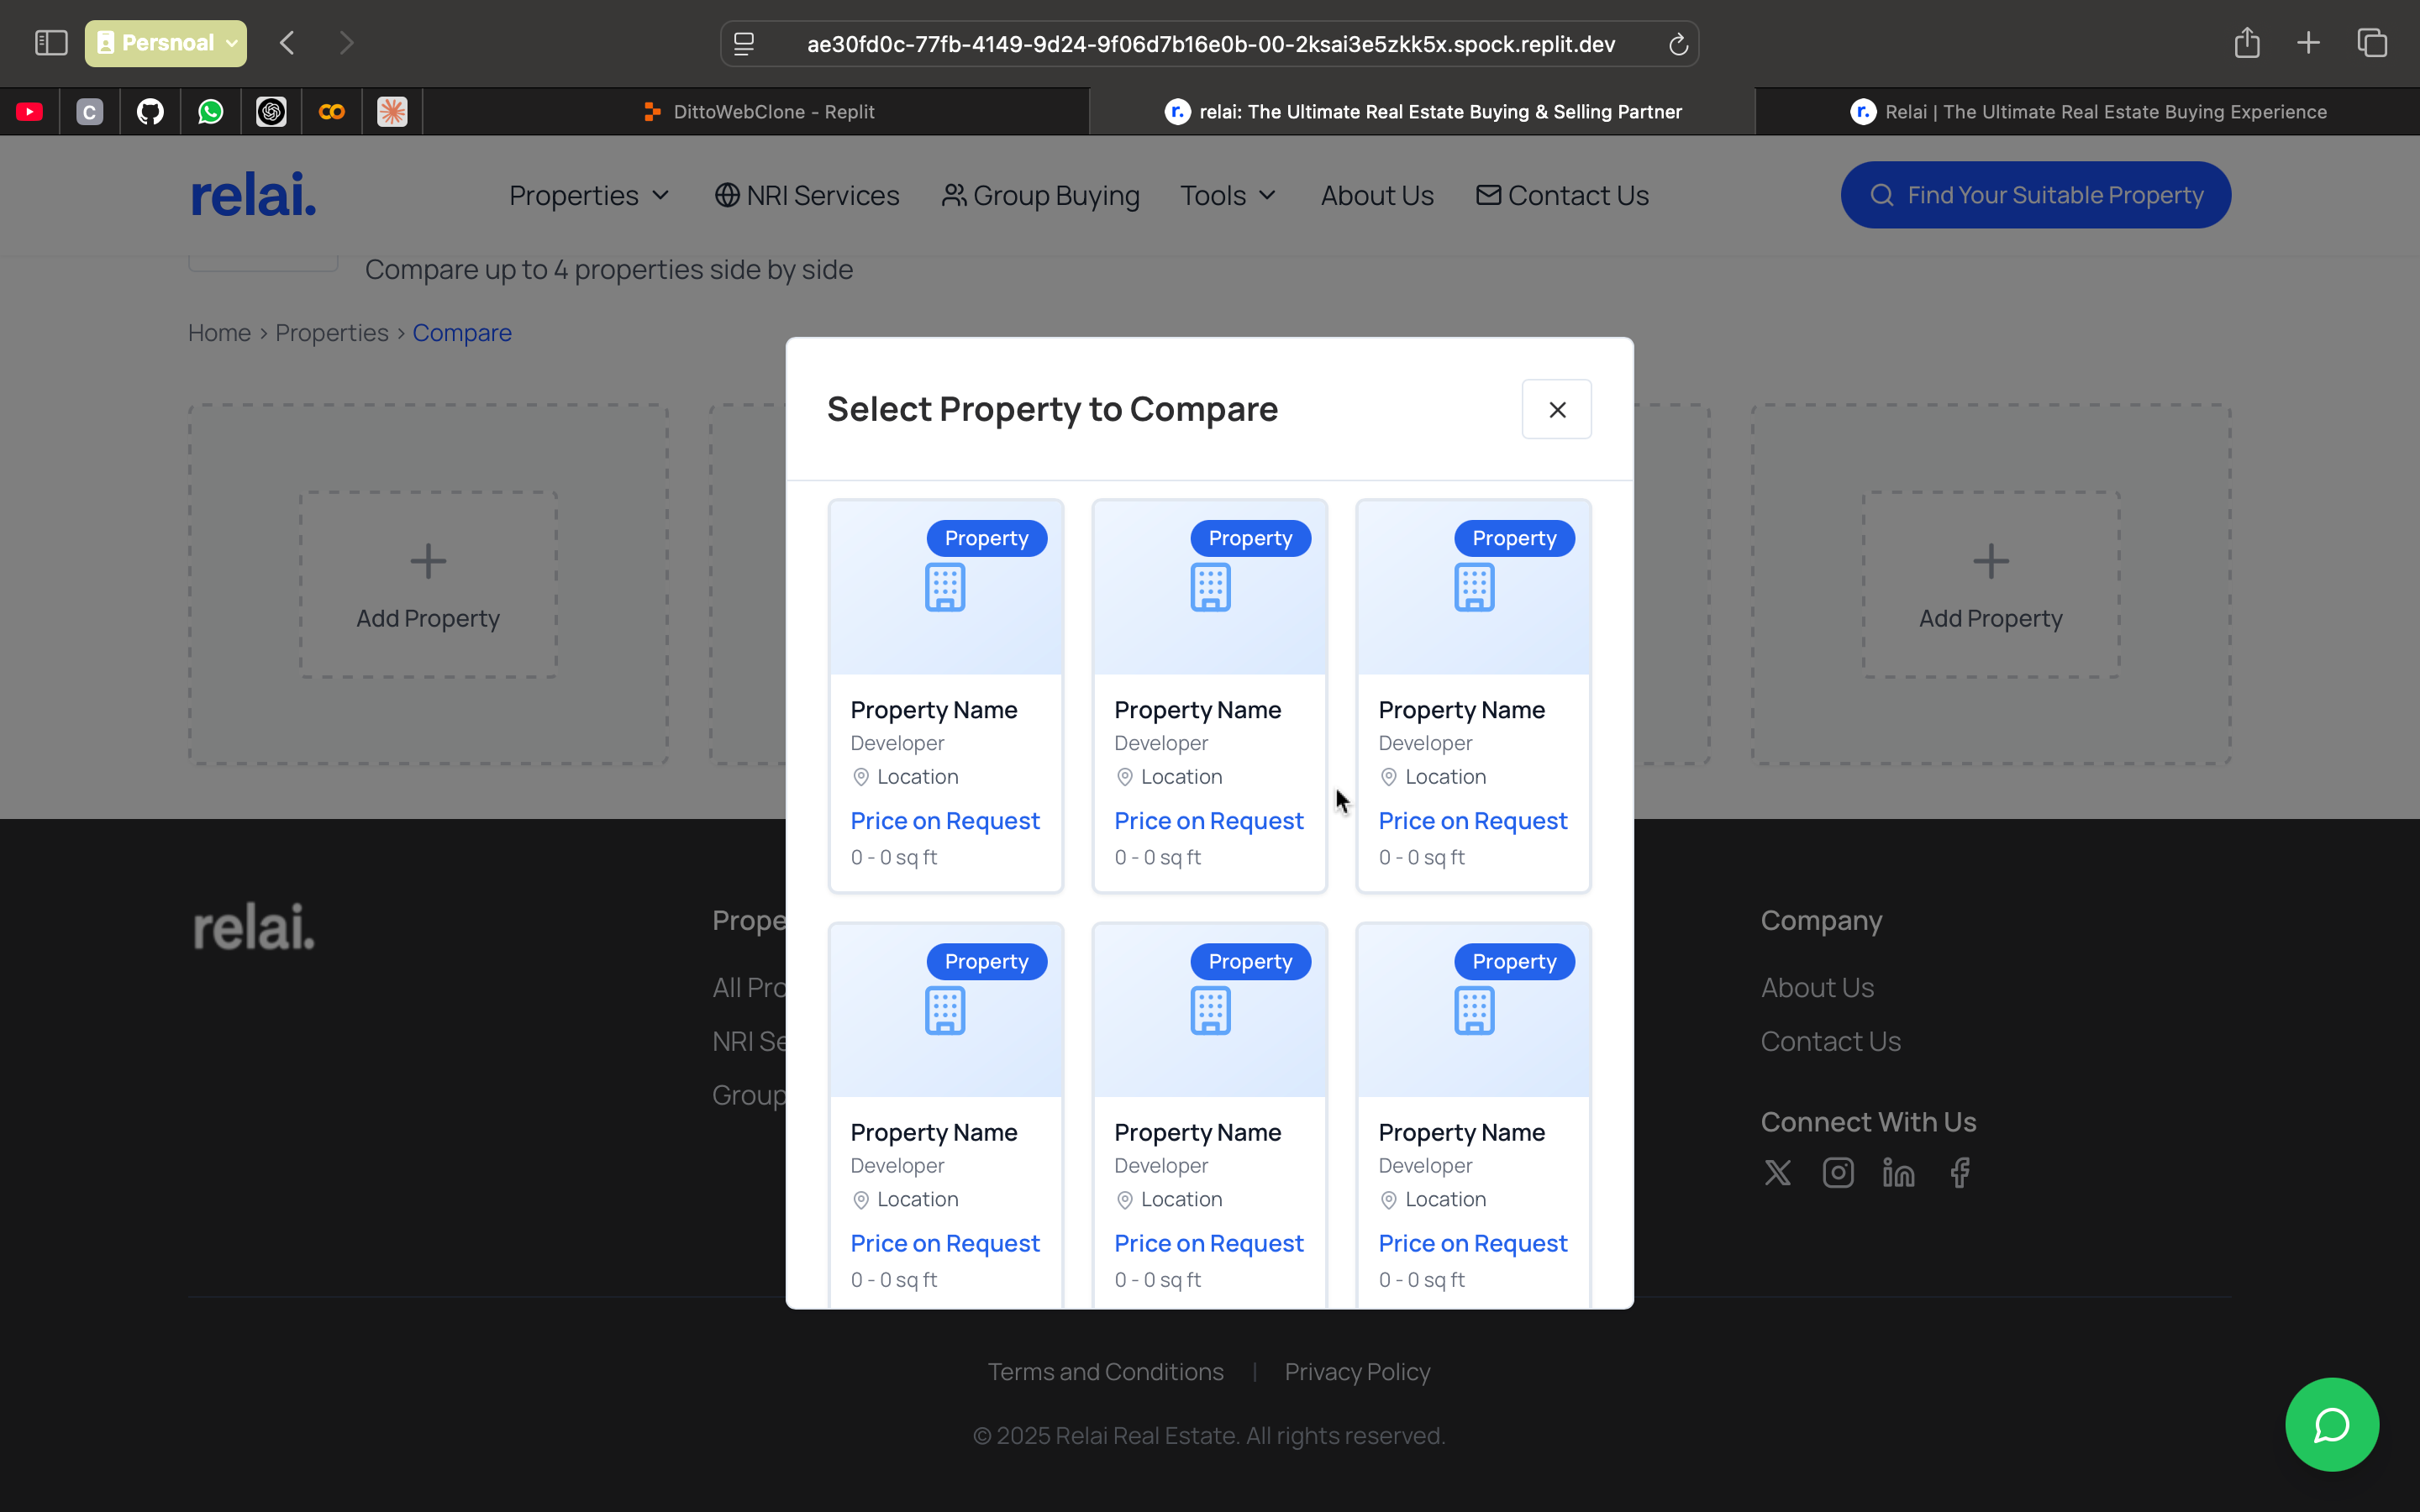 Persnoal
ae30fd0c-77fb-4149-9d24-9f06d7b16e0b-00-2ksai3e5zkk5x.spock.replit.dev
C
DittoWebClone - Replit
r. relai: The Ultimate Real Estate Buying & Selling Partner
r. Relai | The Ultimate Real Estate Buying Experience
relai.
Properties
NRI Services
Group Buying
Tools
About Us
Contact Us
Find Your Suitable Property
Compare up to 4 properties side by side
Home > Properties > Compare
Add Property
Add Property
Select Property to Compare
Property
Property Name
Developer
Location
Price on Request
0 - 0 sq ft
Property
Property Name
Developer
Location
Price on Request
0 - 0 sq ft
Property
Property Name
Developer
Location
Price on Request
0 - 0 sq ft
Property
Property Name
Developer
Location
Price on Request
0 - 0 sq ft
Property
Property Name
Developer
Location
Price on Request
0 - 0 sq ft
Property
Property Name
Developer
Location
Price on Request
0 - 0 sq ft
relai.
Prope
All Pro
NRI Se
Group
Company
About Us
Contact Us
Connect With Us
Terms and Conditions | Privacy Policy
© 2025 Relai Real Estate. All rights reserved.